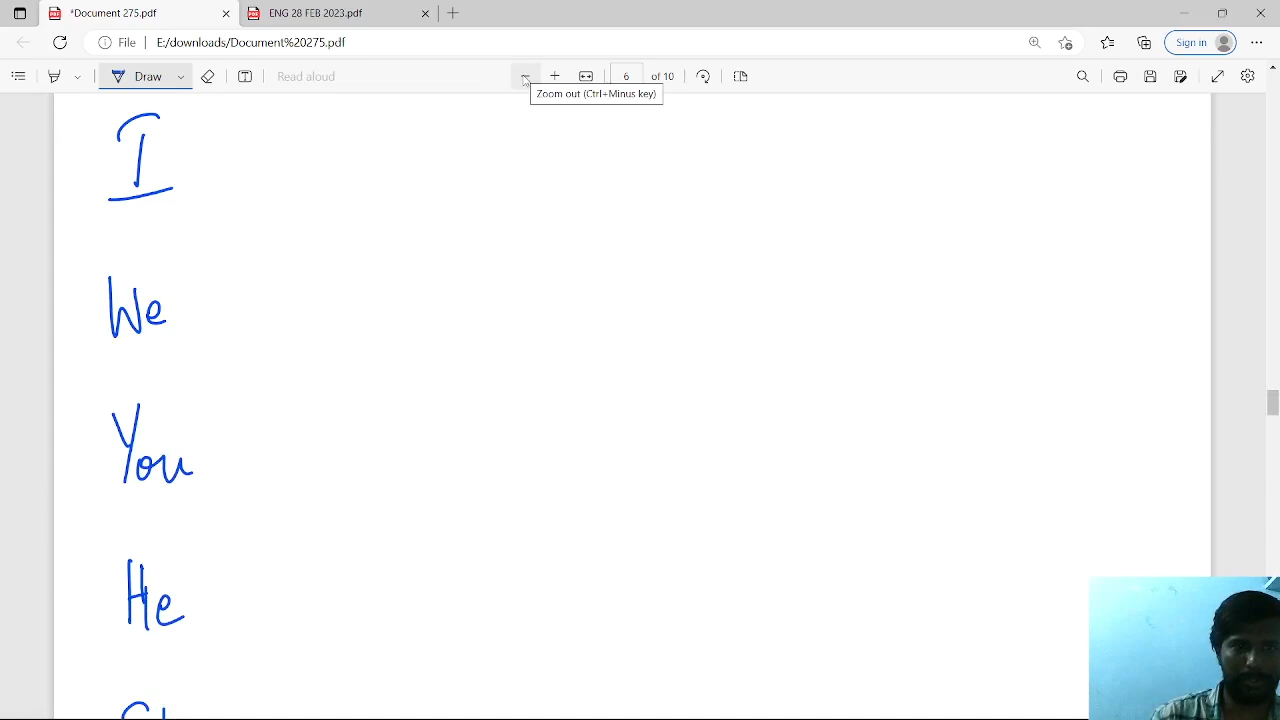 *Document 275.pdf
ENG 28 FEB 2023.pdf
File
E:/downloads/Document%20275.pdf
Sign in
Draw
Read aloud
6 of 10
Zoom out (Ctrl+Minus key)
I
We
You
He